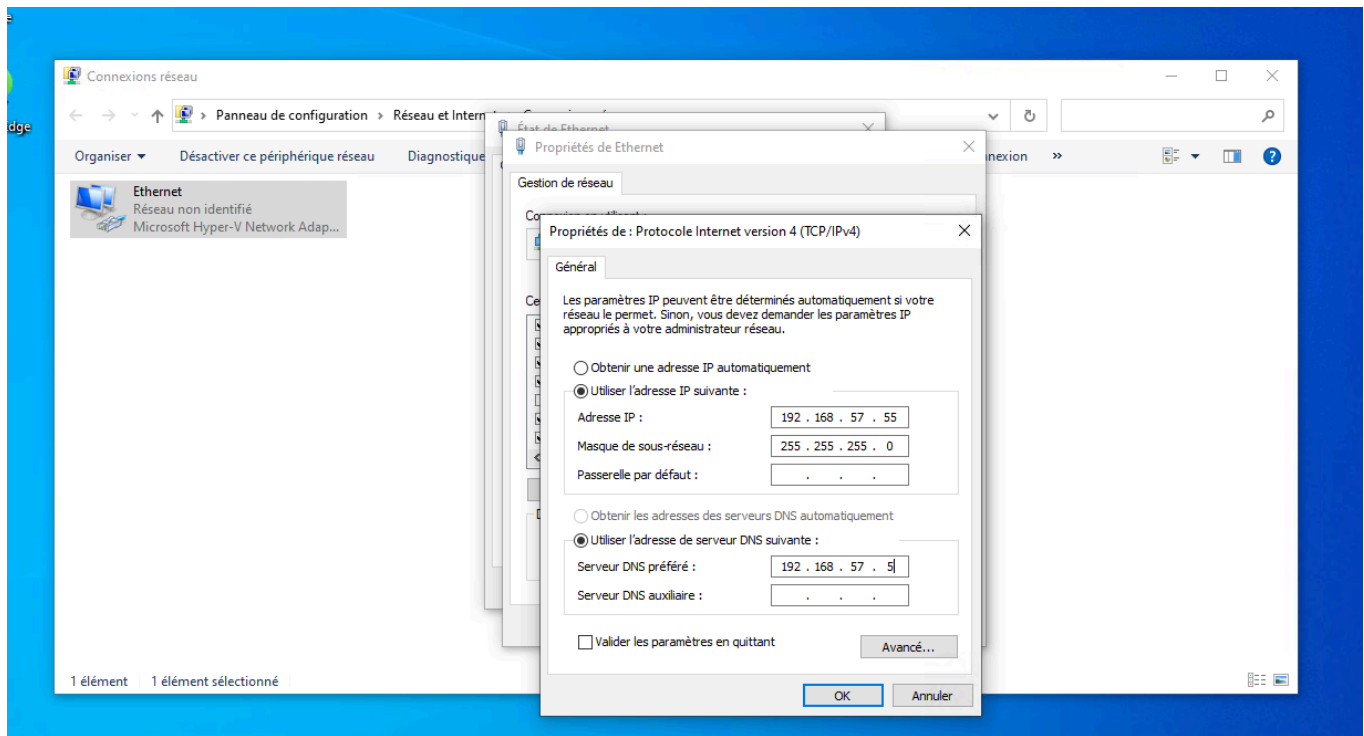 Connexions réseau
Panneau de configuration > Réseau et Intern
Organiser
Désactiver ce périphérique réseau
Diagnostique
nexion
»
Ethernet
Réseau non identifié
Microsoft Hyper-V Network Adap...
État de Ethernet
Propriétés de Ethernet
Gestion de réseau
Propriétés de : Protocole Internet version 4 (TCP/IPv4)
Général
Les paramètres IP peuvent être déterminés automatiquement si votre
réseau le permet. Sinon, vous devez demander les paramètres IP
appropriés à votre administrateur réseau.
Obtenir une adresse IP automatiquement
Utiliser l'adresse IP suivante :
Adresse IP : 192 . 168 . 57 . 55
Masque de sous-réseau : 255 . 255 . 255 . 0
Passerelle par défaut : . . .
Obtenir les adresses des serveurs DNS automatiquement
Utiliser l'adresse de serveur DNS suivante :
Serveur DNS préféré : 192 . 168 . 57 . 5
Serveur DNS auxiliaire : . . .
Valider les paramètres en quittant
Avancé...
OK
Annuler
1 élément
1 élément sélectionné
dge